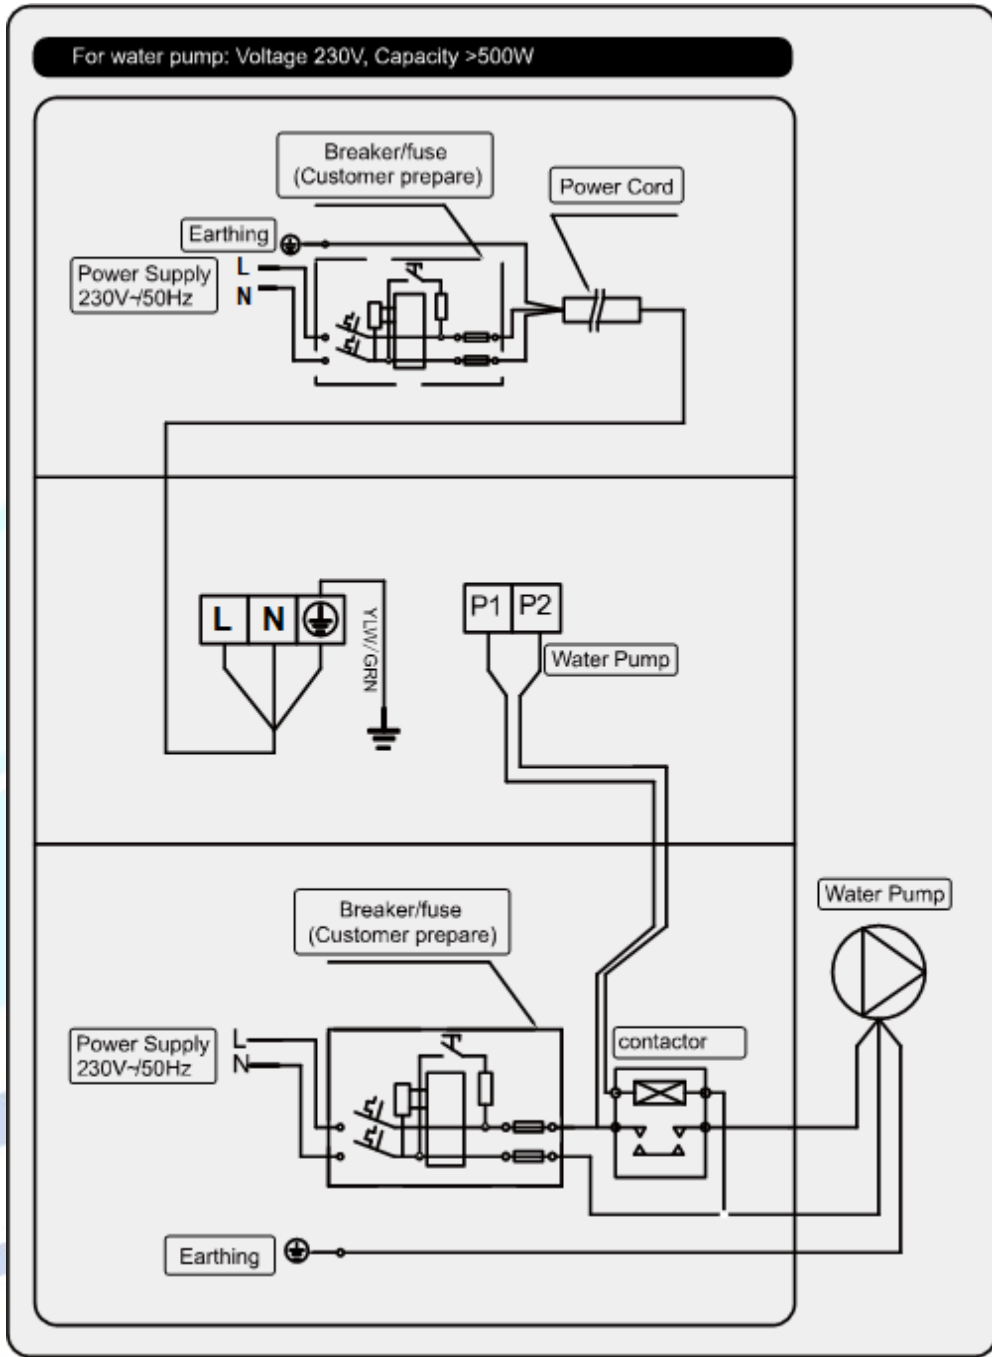 For water pump: Voltage 230V, Capacity >500W
Breaker/fuse
(Customer prepare)
Power Cord
Earthing
Power Supply
230V~/50Hz
L
N
L N
YLW/GRN
P1 P2
Water Pump
Breaker/fuse
(Customer prepare)
Water Pump
Power Supply
230V~/50Hz
L
N
contactor
Earthing